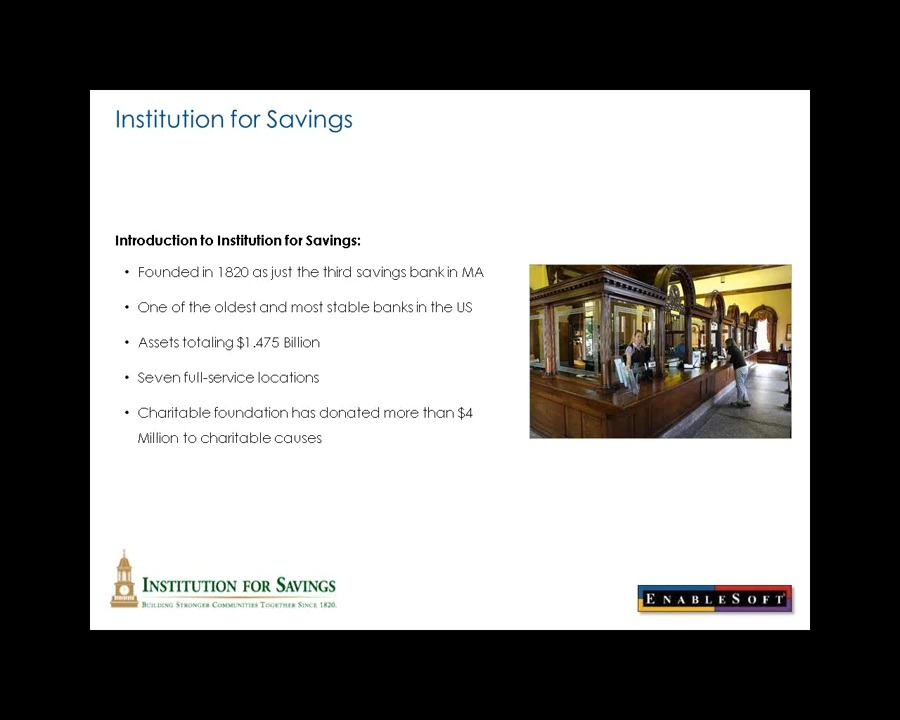 Institution for Savings
Introduction to Institution for Savings:
• Founded in 1820 as just the third savings bank in MA
• One of the oldest and most stable banks in the US
• Assets totaling $1.475 Billion
• Seven full-service locations
• Charitable foundation has donated more than $4
Million to charitable causes
INSTITUTION FOR SAVINGS
BUILDING STRONGER COMMUNITIES TOGETHER SINCE 1820.
ENABLESOFT